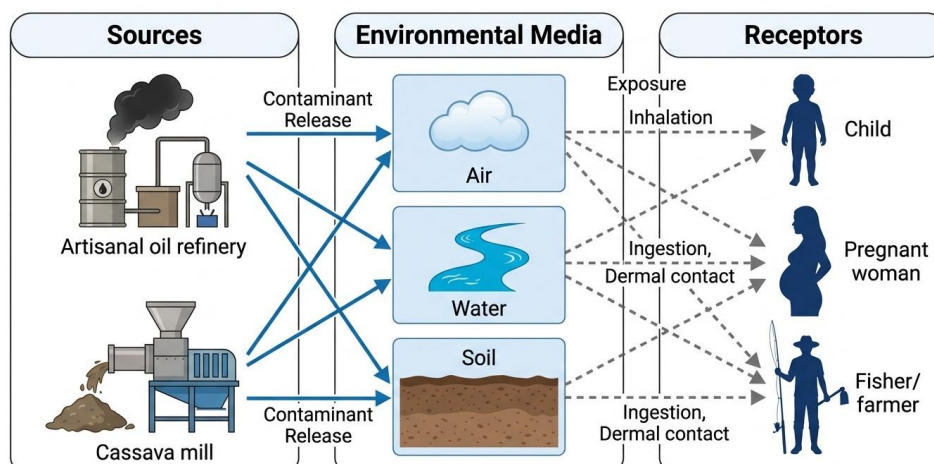 Sources
Environmental Media
Receptors
Contaminant
Release
Exposure
Inhalation
Child
Air
Artisanal oil refinery
Ingestion,
Dermal contact
Pregnant
woman
Water
Soil
Fisher/
farmer
Contaminant
Release
Ingestion,
Dermal contact
Cassava mill